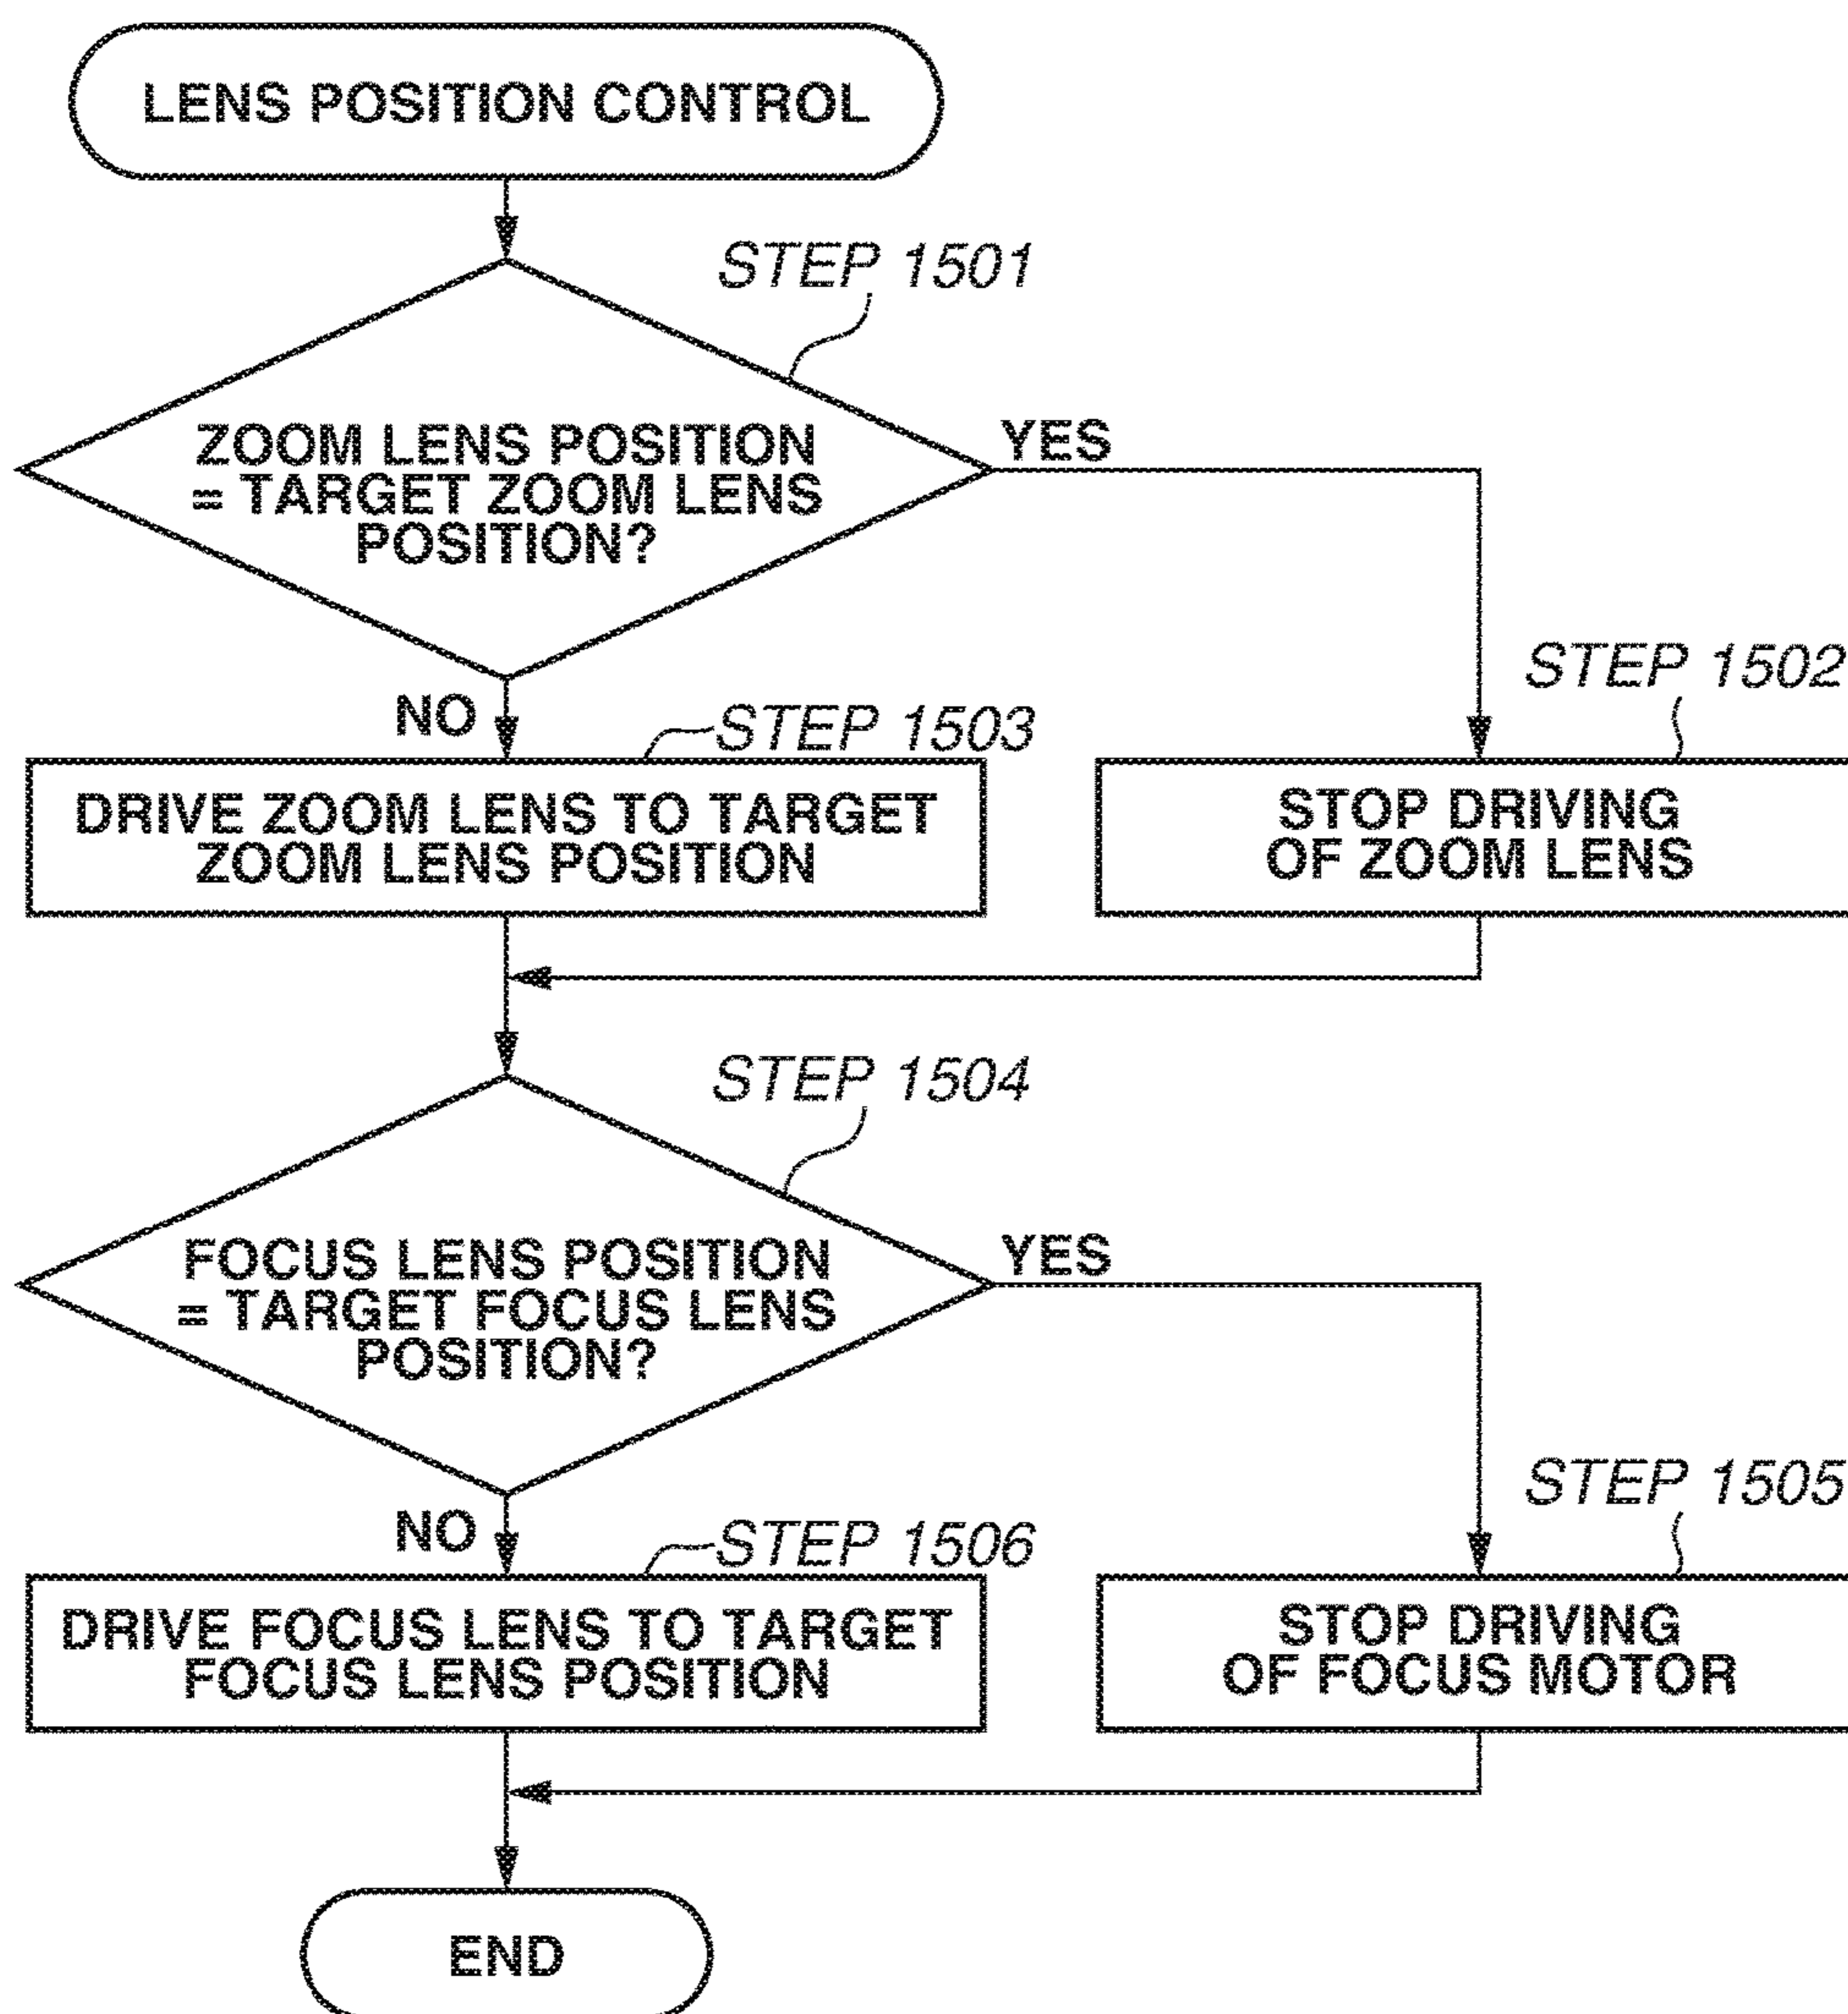 LENS POSITION CONTROL
STEP 1501
ZOOM LENS POSITION
= TARGET ZOOM LENS
POSITION?
YES
NO
STEP 1503
STEP 1502
DRIVE ZOOM LENS TO TARGET
ZOOM LENS POSITION
STOP DRIVING
OF ZOOM LENS
STEP 1504
FOCUS LENS POSITION
= TARGET FOCUS LENS
POSITION?
YES
NO
STEP 1506
STEP 1505
DRIVE FOCUS LENS TO TARGET
FOCUS LENS POSITION
STOP DRIVING
OF FOCUS MOTOR
END